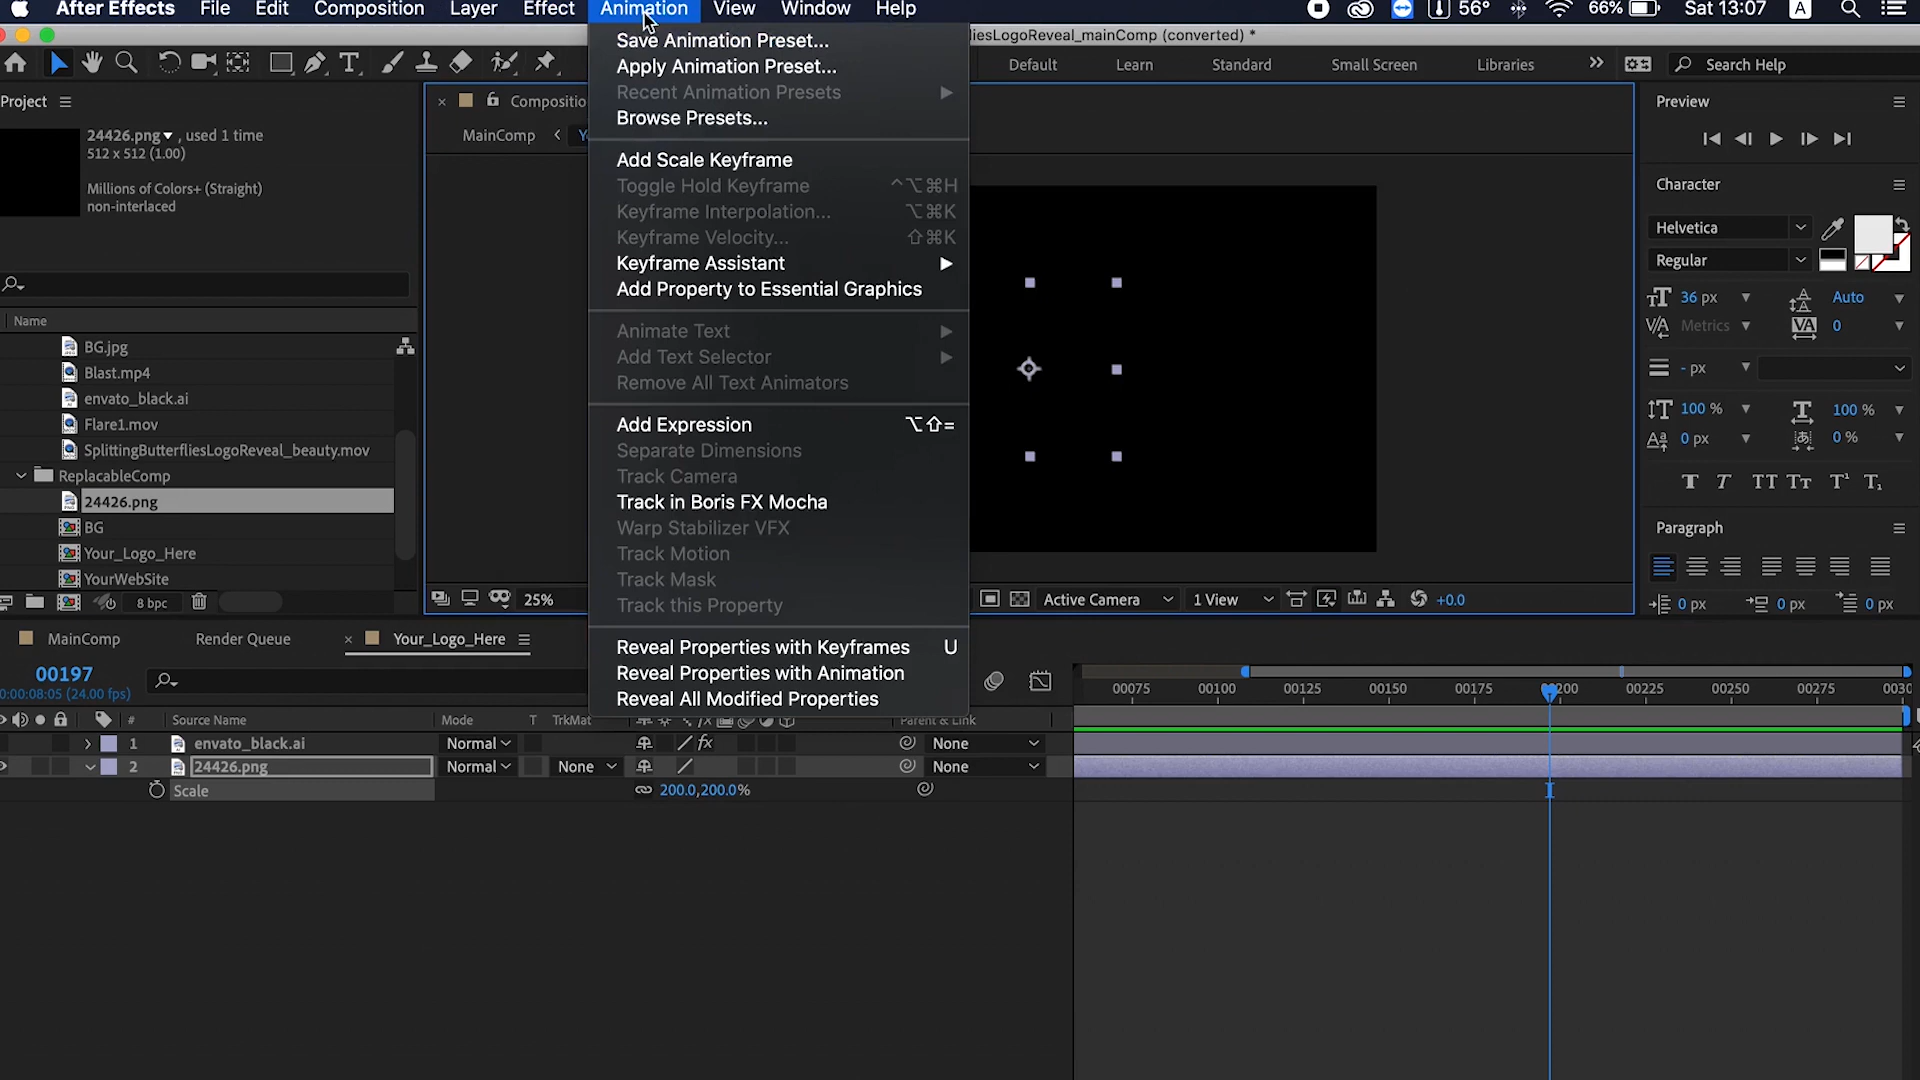 After Effects File Edit Composition Layer Effect Animation View Window Help 56° 66% Sat 13:07 A
liesLogoReveal_mainComp (converted) *
Default Learn Standard Small Screen Libraries Search Help
Project
24426.png , used 1 time
512 x 512 (1.00)
Millions of Colors+ (Straight)
non-interlaced
Name
BG.jpg
Blast.mp4
envato_black.ai
Flare1.mov
SplittingButterfliesLogoReveal_beauty.mov
ReplacableComp
24426.png
BG
Your_Logo_Here
YourWebSite
8 bpc
Compositio
MainComp
Save Animation Preset...
Apply Animation Preset...
Recent Animation Presets
Browse Presets...
Add Scale Keyframe
Toggle Hold Keyframe ^⌥⌘H
Keyframe Interpolation... ⌥⌘K
Keyframe Velocity... ⇧⌘K
Keyframe Assistant
Add Property to Essential Graphics
Animate Text
Add Text Selector
Remove All Text Animators
Add Expression ⌥⇧=
Separate Dimensions
Track Camera
Track in Boris FX Mocha
Warp Stabilizer VFX
Track Motion
Track Mask
Track this Property
Reveal Properties with Keyframes U
Reveal Properties with Animation
Reveal All Modified Properties
25% Active Camera 1 View +0.0
Preview
Character
Helvetica
Regular
36 px Auto
Metrics 0
- px
100 % 100 %
0 px 0 %
Paragraph
0 px 0 px 0 px
MainComp Render Queue Your_Logo_Here
00197
0:00:08:05 (24.00 fps)
00075 00100 00125 00150 00175 00225 00250 00275
# Source Name Mode T TrkMat Parent & Link
1 envato_black.ai Normal None
2 24426.png Normal None None
Scale 200.0,200.0%